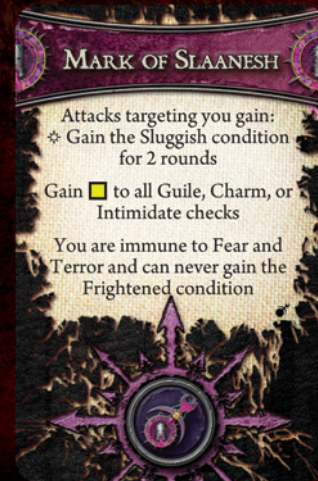 MARK OF SLAANESH
Attacks targeting you gain:
Gain the Sluggish condition
for 2 rounds
Gain to all Guile, Charm, or
Intimidate checks
You are immune to Fear and
Terror and can never gain the
Frightened condition